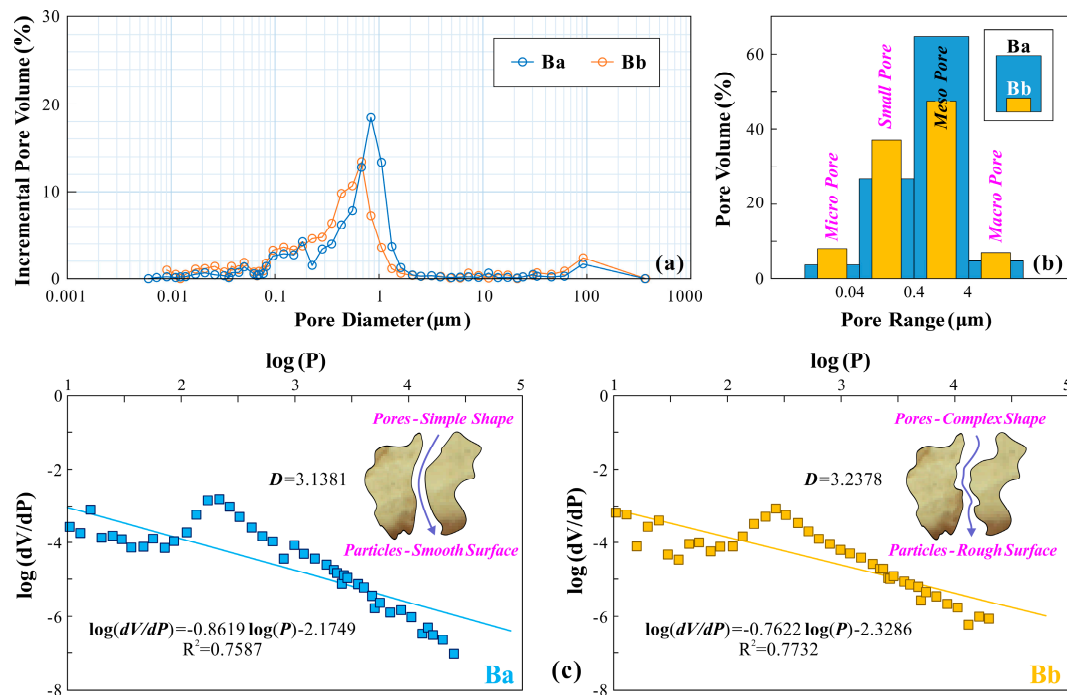 Incremental Pore Volume (%)
30
20
10
0
Ba
Bb
(a)
0.001
0.01
0.1
1
10
100
1000
Pore Diameter (μm)
Pore Volume (%)
60
40
20
0
Micro Pore
Small Pore
Meso Pore
Macro Pore
Ba
Bb
(b)
0.04
0.4
4
Pore Range (μm)
log (P)
1
2
3
4
5
log (dV/dP)
0
-2
-4
-6
-8
Pores - Simple Shape
D=3.1381
Particles - Smooth Surface
log(dV/dP)=-0.8619 log(P)-2.1749
R²=0.7587
Ba
(c)
log (P)
1
2
3
4
5
log (dV/dP)
0
-2
-4
-6
-8
Pores - Complex Shape
D=3.2378
Particles - Rough Surface
log(dV/dP)=-0.7622 log(P)-2.3286
R²=0.7732
Bb